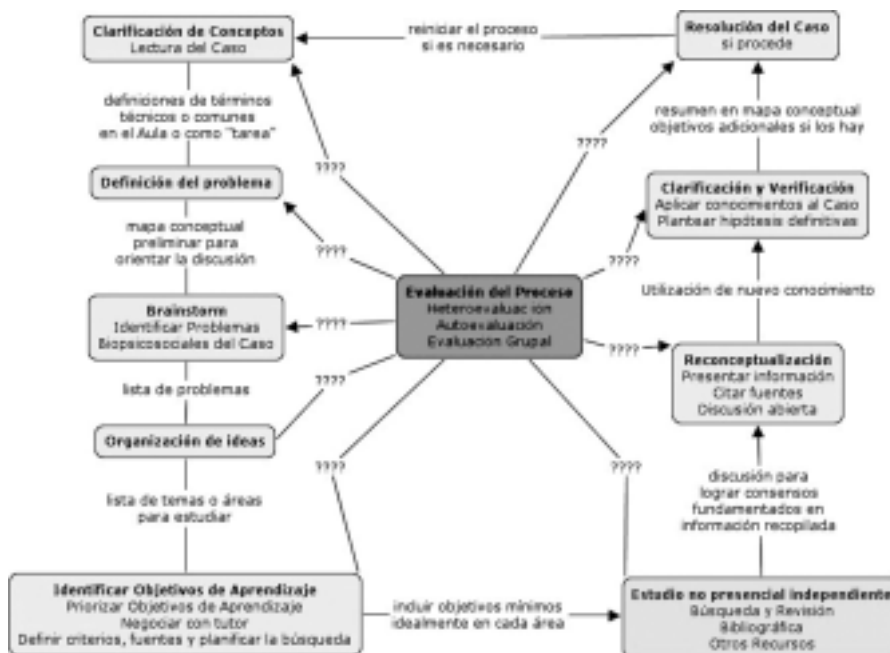 Clarificación de Conceptos
Lectura del Caso
reiniciar el proceso
si es necesario
Resolución del Caso
si procede
definiciones de términos
técnicos o comunes
en el Aula o como "tarea"
????
????
resumen en mapa conceptual
objetivos adicionales si los hay
Definición del problema
Clarificación y Verificación
Aplicar conocimientos al Caso
Plantear hipótesis definitivas
mapa conceptual
preliminar para
orientar la discusión
????
????
Evaluación del Proceso
Heteroevaluación
Autoevaluación
Evaluación Grupal
Utilización de nuevo conocimiento
Brainstorm
Identificar Problemas
Biopsicosociales del Caso
????
????
Reconceptualización
Presentar información
Citar fuentes
Discusión abierta
lista de problemas
????
Organización de ideas
????
????
lista de temas o áreas
para estudiar
discusión para
lograr consensos
fundamentados en
información recopilada
Identificar Objetivos de Aprendizaje
Priorizar Objetivos de Aprendizaje
Negociar con tutor
Definir criterios, fuentes y planificar la búsqueda
incluir objetivos mínimos
idealmente en cada área
Estudio no presencial independiente
Búsqueda y Revisión
Bibliográfica
Otros Recursos